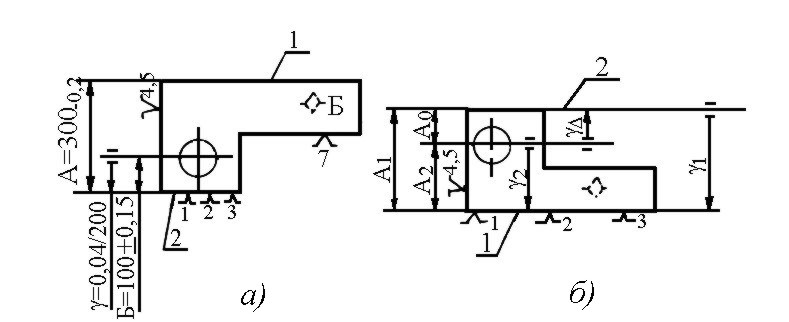 1
4,5
Б
А=300-0,2
7
1 2 3
2
γ=0,04/200
Б=100±0,15
а)
2
А0
γΔ
А1
4,5
А2
γ2
γ1
1 2 3
1
б)